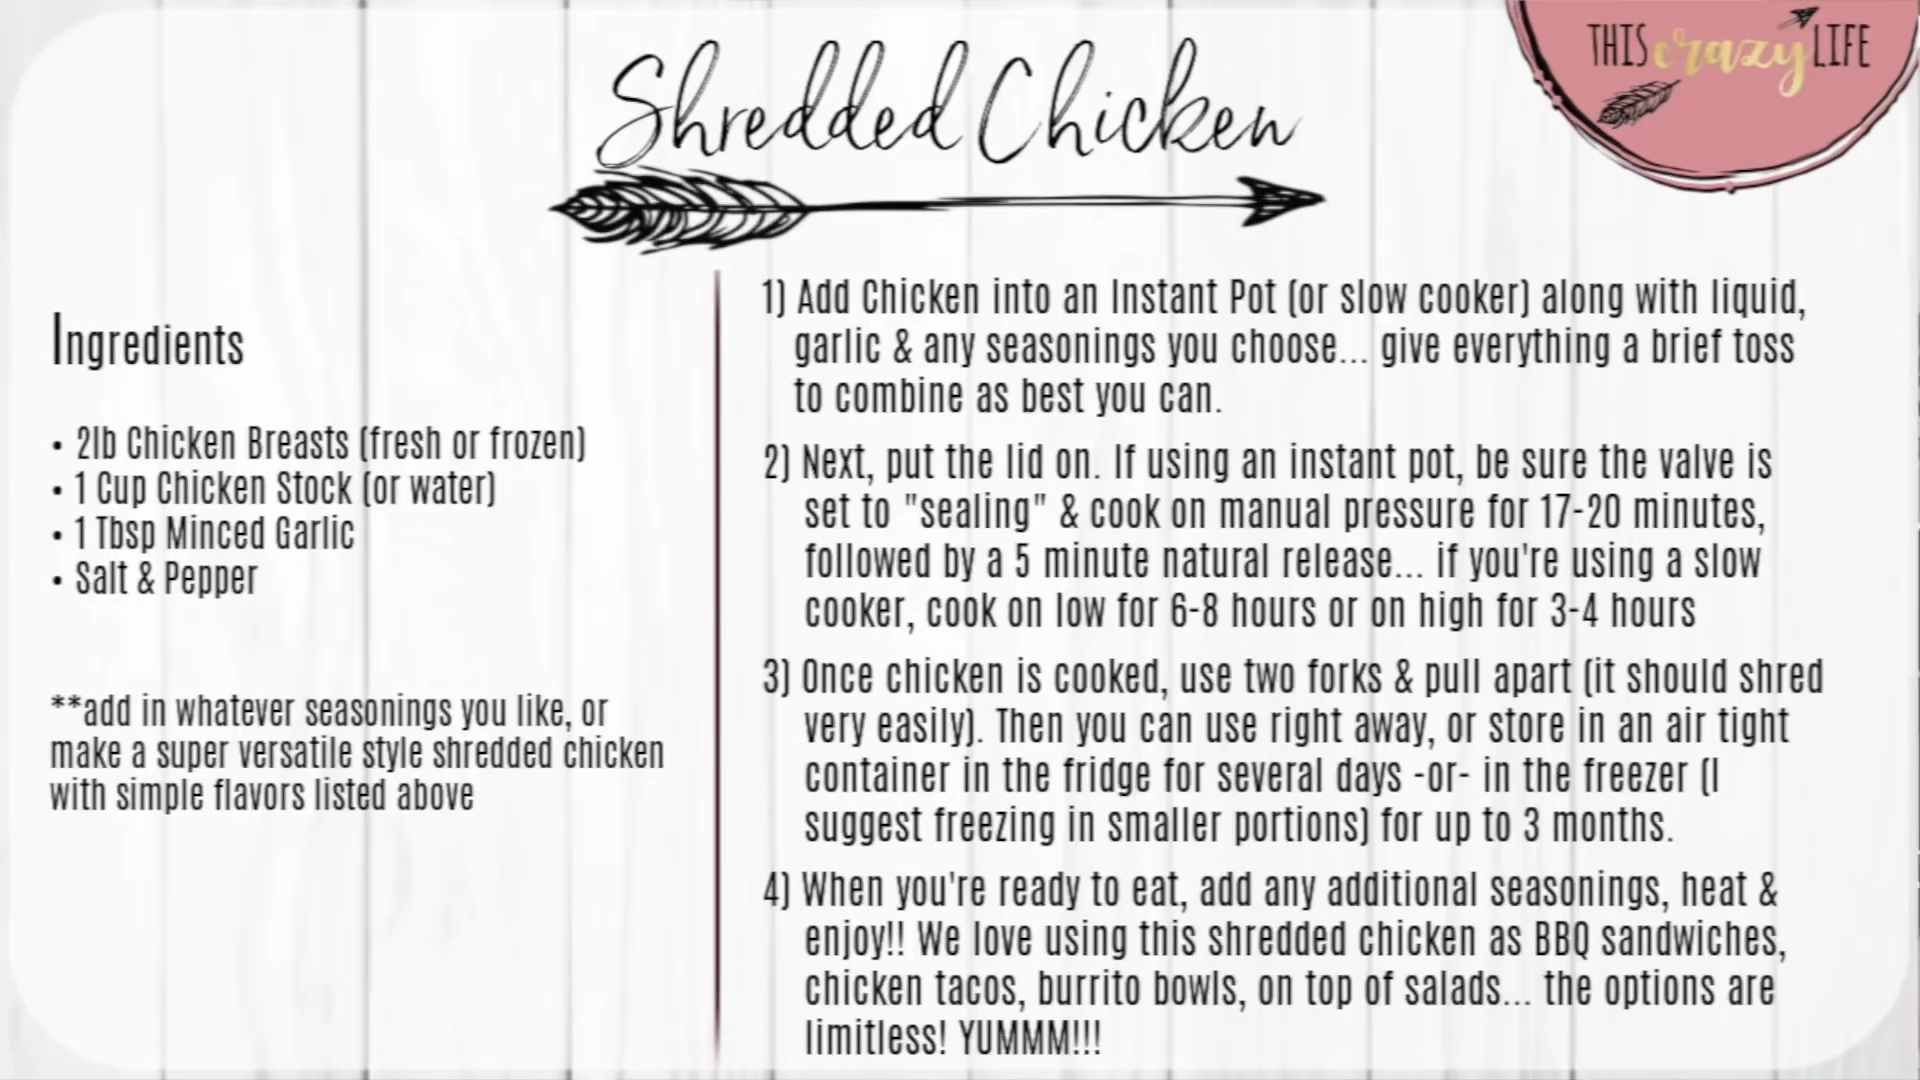 Shredded Chicken
THIS crazy LIFE
Ingredients
• 2lb Chicken Breasts (fresh or frozen)
• 1 Cup Chicken Stock (or water)
• 1 Tbsp Minced Garlic
• Salt & Pepper
**add in whatever seasonings you like, or
make a super versatile style shredded chicken
with simple flavors listed above
1) Add Chicken into an Instant Pot (or slow cooker) along with liquid,
garlic & any seasonings you choose... give everything a brief toss
to combine as best you can.
2) Next, put the lid on. If using an instant pot, be sure the valve is
set to "sealing" & cook on manual pressure for 17-20 minutes,
followed by a 5 minute natural release... if you're using a slow
cooker, cook on low for 6-8 hours or on high for 3-4 hours
3) Once chicken is cooked, use two forks & pull apart (it should shred
very easily). Then you can use right away, or store in an air tight
container in the fridge for several days -or- in the freezer (I
suggest freezing in smaller portions) for up to 3 months.
4) When you're ready to eat, add any additional seasonings, heat &
enjoy!! We love using this shredded chicken as BBQ sandwiches,
chicken tacos, burrito bowls, on top of salads... the options are
limitless! YUMMM!!!